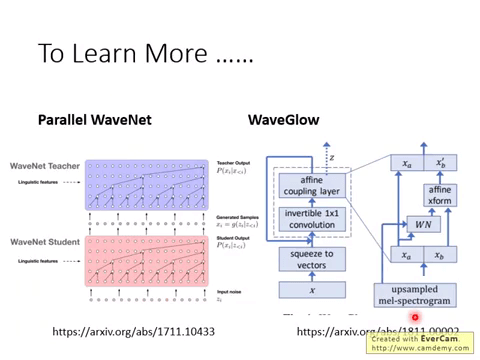 To Learn More ......
Parallel WaveNet
WaveGlow
WaveNet Teacher
Linguistic features
Teacher Output
P(x_i|x_{<i})
Generated Samples
x_i = g(z_i|z_{<i})
WaveNet Student
Linguistic features
Student Output
P(x_i|z_{<i})
Input noise
z_i
z
affine
coupling layer
invertible 1x1
convolution
squeeze to
vectors
x
x_a
x_b'
affine
xform
WN
x_a
x_b
upsampled
mel-spectrogram
https://arxiv.org/abs/1711.10433
https://arxiv.org/abs/1811.00002
Created with EverCam.
http://www.camdemy.com